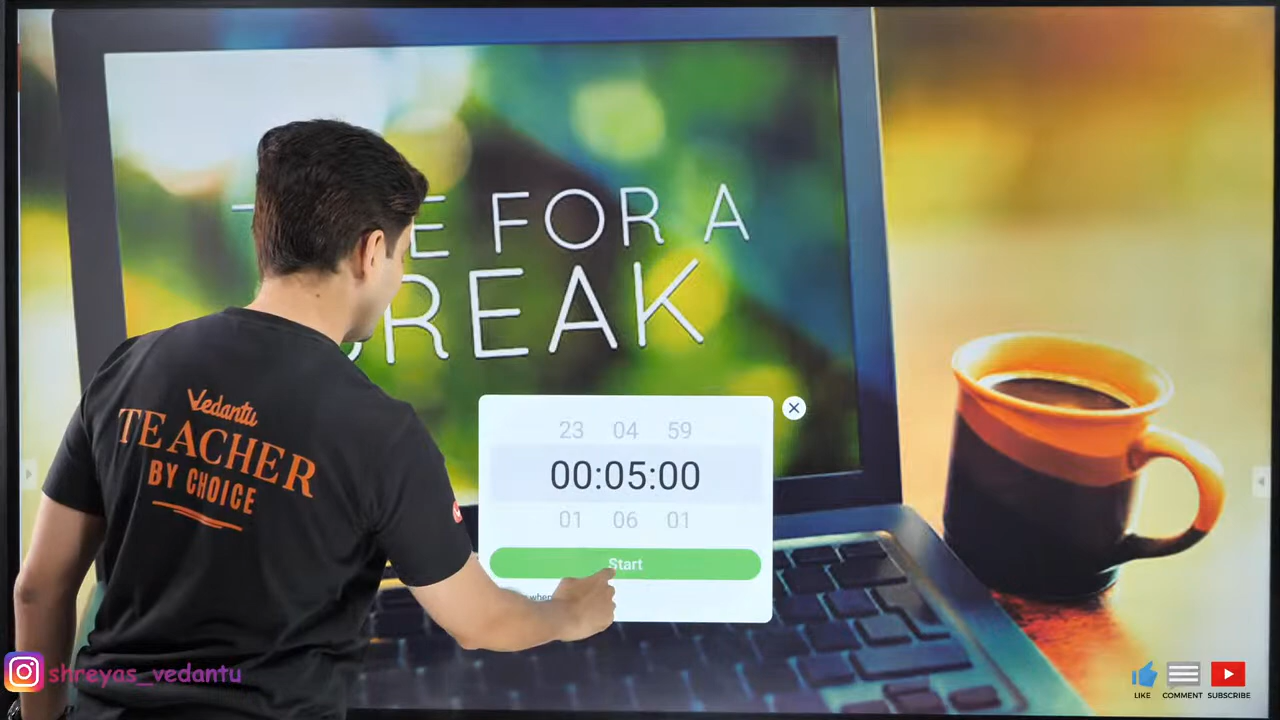 E FOR A
REAK
Vedantu
TEACHER
BY CHOICE
23 04 59
00:05:00
01 06 01
Start
when
shreyas_vedantu
LIKE COMMENT SUBSCRIBE